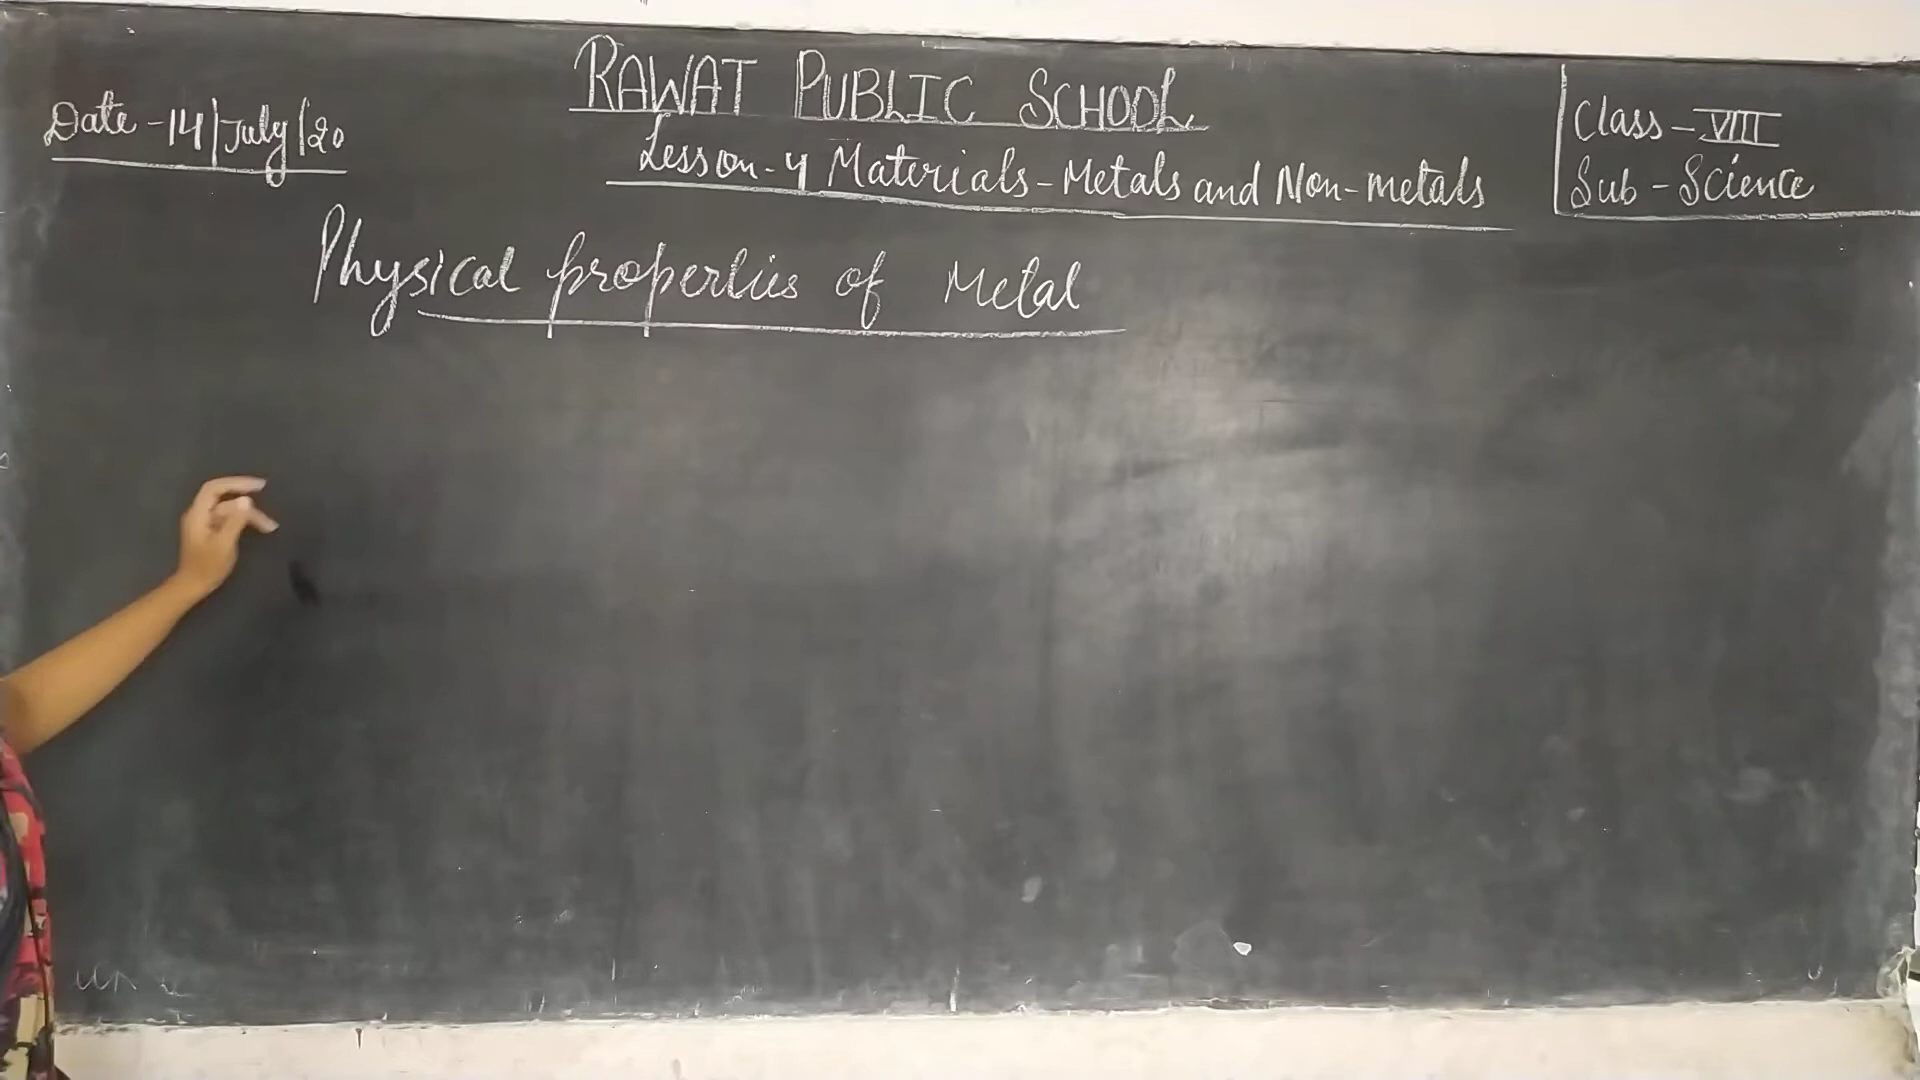 RAWAT PUBLIC SCHOOL
Date - 14/July/20
Lesson-4 Materials-Metals and Non-metals
Class - VIII
Sub - Science
Physical properties of Metal